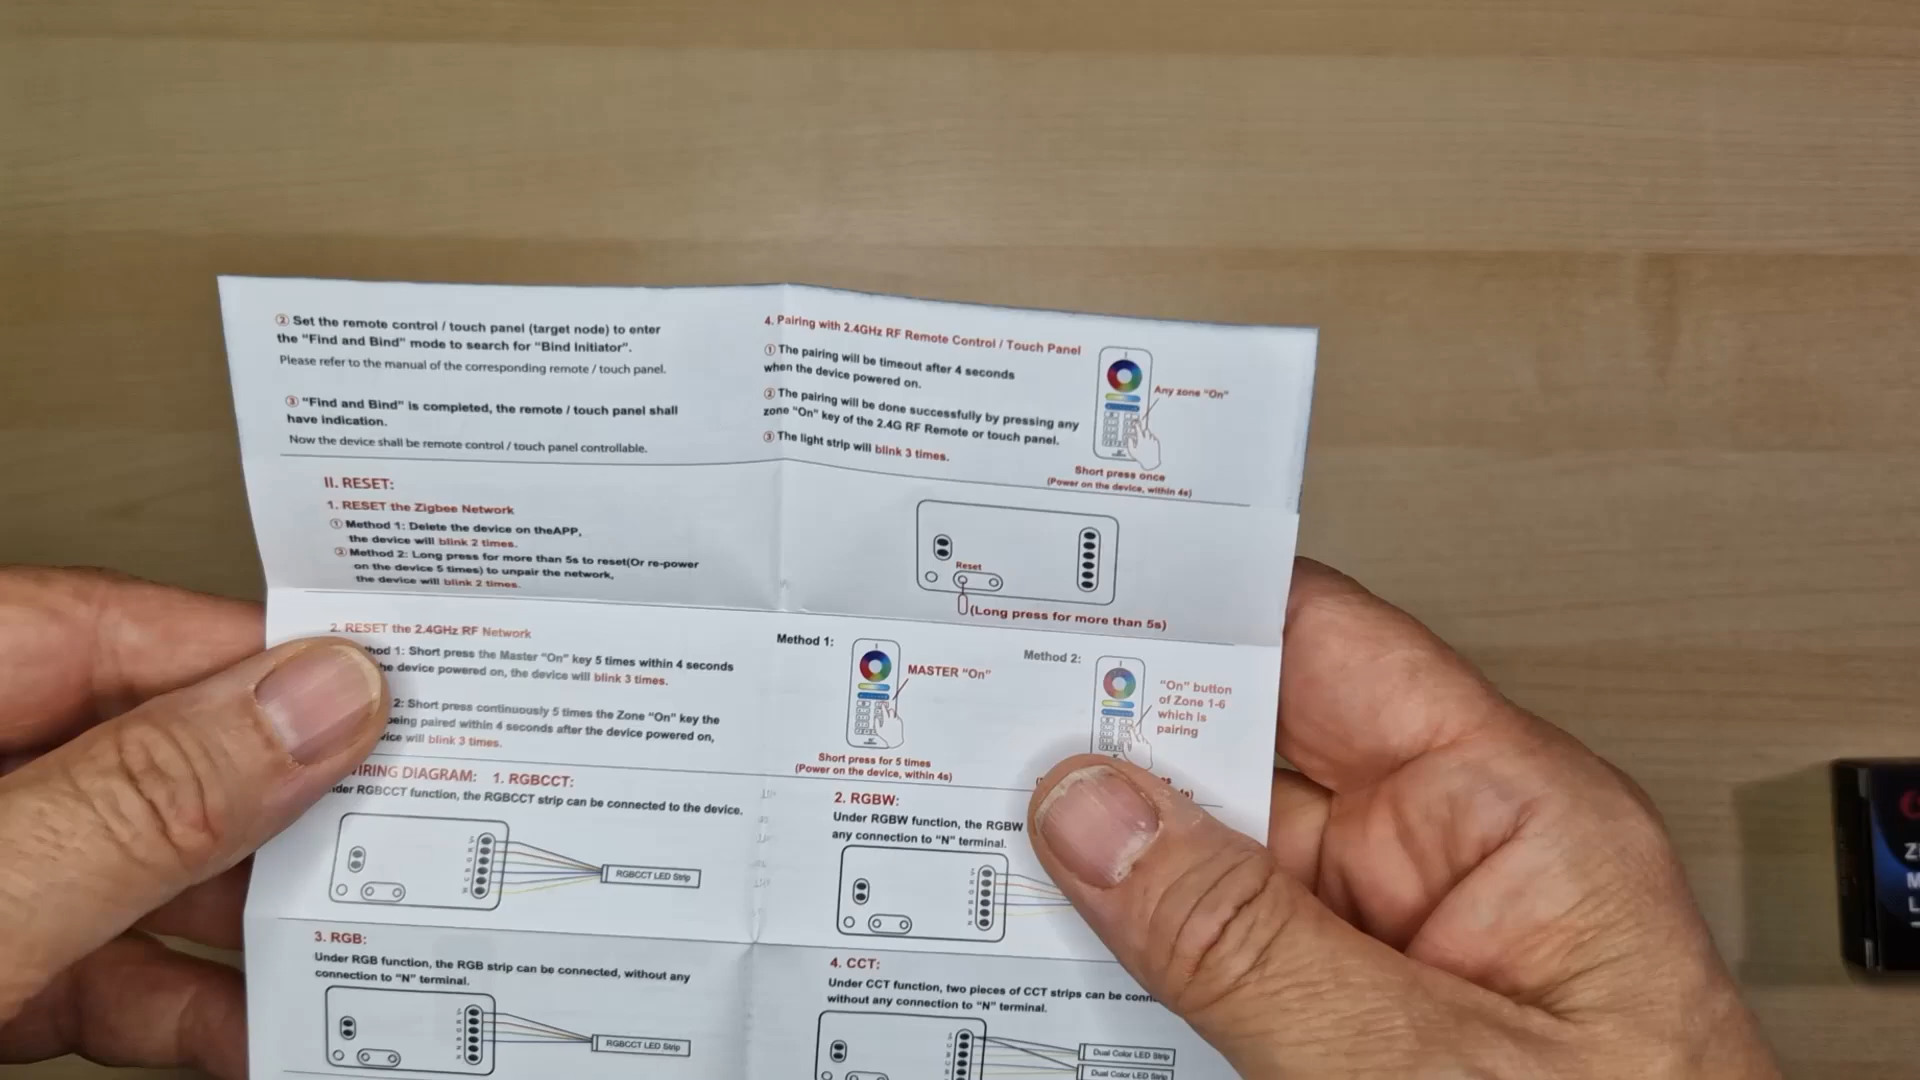 ② Set the remote control / touch panel (target node) to enter
the "Find and Bind" mode to search for "Bind Initiator".
Please refer to the manual of the corresponding remote / touch panel.
③ "Find and Bind" is completed, the remote / touch panel shall
have indication.
Now the device shall be remote control / touch panel controllable.
4. Pairing with 2.4GHz RF Remote Control / Touch Panel
① The pairing will be timeout after 4 seconds
when the device powered on.
② The pairing will be done successfully by pressing any
zone "On" key of the 2.4G RF Remote or touch panel.
③ The light strip will blink 3 times.
Any zone "On"
Short press once
(Power on the device, within 4s)
II. RESET:
1. RESET the Zigbee Network
① Method 1: Delete the device on theAPP,
the device will blink 2 times.
② Method 2: Long press for more than 5s to reset(Or re-power
on the device 5 times) to unpair the network,
the device will blink 2 times.
Reset
(Long press for more than 5s)
2. RESET the 2.4GHz RF Network
1: Short press the Master "On" key 5 times within 4 seconds
device powered on, the device will blink 3 times.
2: Short press continuously 5 times the Zone "On" key the
being paired within 4 seconds after the device powered on,
will blink 3 times.
Method 1:
MASTER "On"
Short press for 5 times
(Power on the device, within 4s)
Method 2:
"On" button
of Zone 1-6
which is
pairing
DIAGRAM: 1. RGBCCT:
RGBCCT function, the RGBCCT strip can be connected to the device.
RGBCCT LED Strip
2. RGBW:
Under RGBW function, the RGBW
any connection to "N" terminal.
3. RGB:
Under RGB function, the RGB strip can be connected, without any
connection to "N" terminal.
RGBCCT LED Strip
4. CCT:
Under CCT function, two pieces of CCT strips can be
without any connection to "N" terminal.
Dual Color LED Strip
Dual Color LED Strip